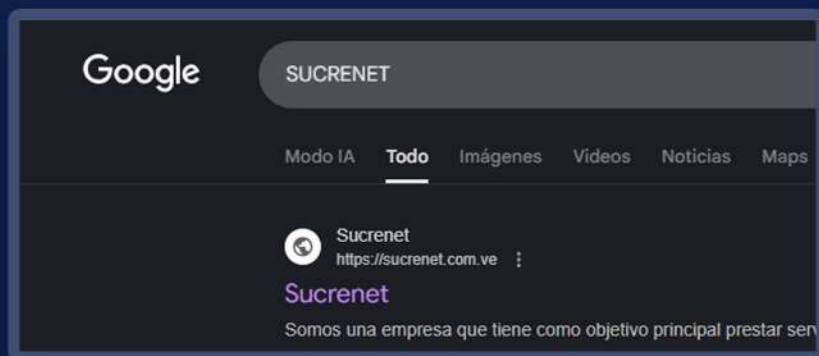 Google
SUCRENET
Modo IA Todo Imágenes Videos Noticias Maps
Sucrenet
https://sucrenet.com.ve
Sucrenet
Somos una empresa que tiene como objetivo principal prestar